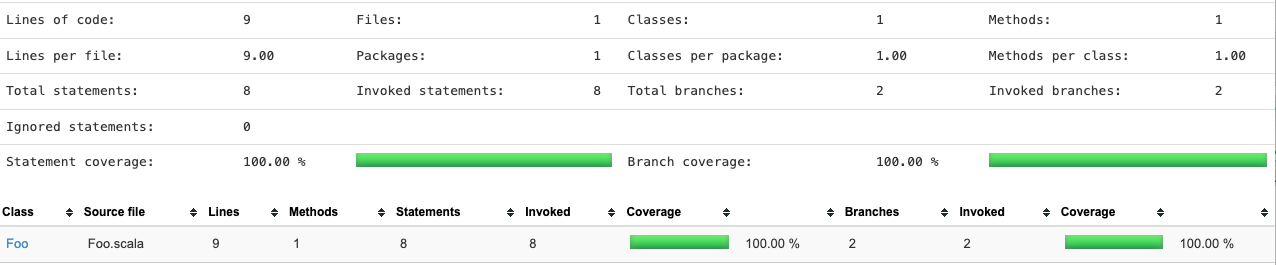 Lines of code: 9 Files: 1 Classes: 1 Methods: 1
Lines per file: 9.00 Packages: 1 Classes per package: 1.00 Methods per class: 1.00
Total statements: 8 Invoked statements: 8 Total branches: 2 Invoked branches: 2
Ignored statements: 0
Statement coverage: 100.00 % Branch coverage: 100.00 %
Class Source file Lines Methods Statements Invoked Coverage Branches Invoked Coverage
Foo Foo.scala 9 1 8 8 100.00 % 2 2 100.00 %